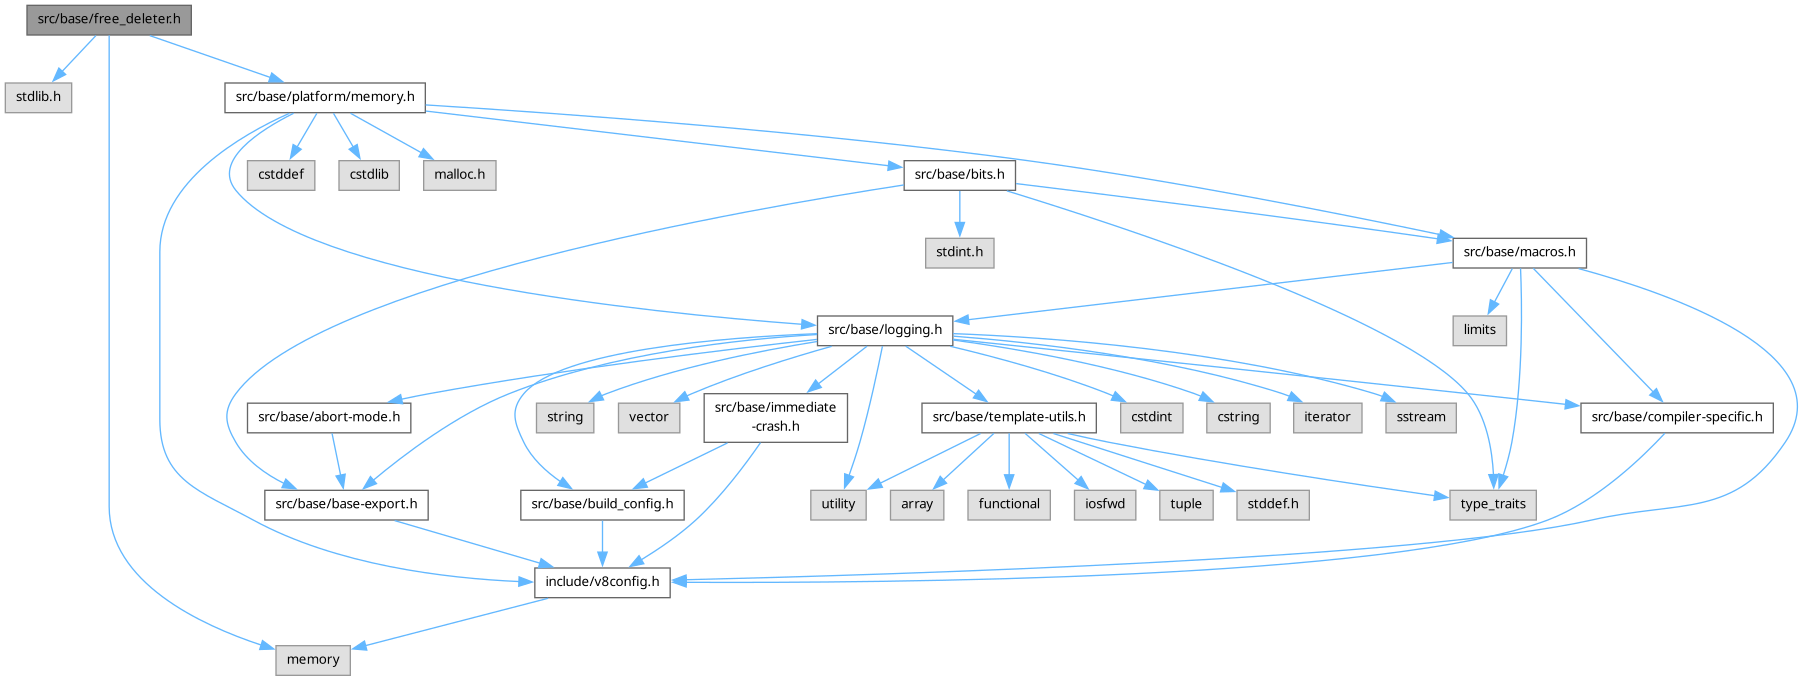 src/base/free_deleter.h
stdlib.h
src/base/platform/memory.h
cstddef
cstdlib
malloc.h
src/base/bits.h
stdint.h
src/base/macros.h
src/base/logging.h
limits
src/base/abort-mode.h
string
vector
src/base/immediate
-crash.h
src/base/template-utils.h
cstdint
cstring
iterator
sstream
src/base/compiler-specific.h
src/base/base-export.h
src/base/build_config.h
utility
array
functional
iosfwd
tuple
stddef.h
type_traits
include/v8config.h
memory